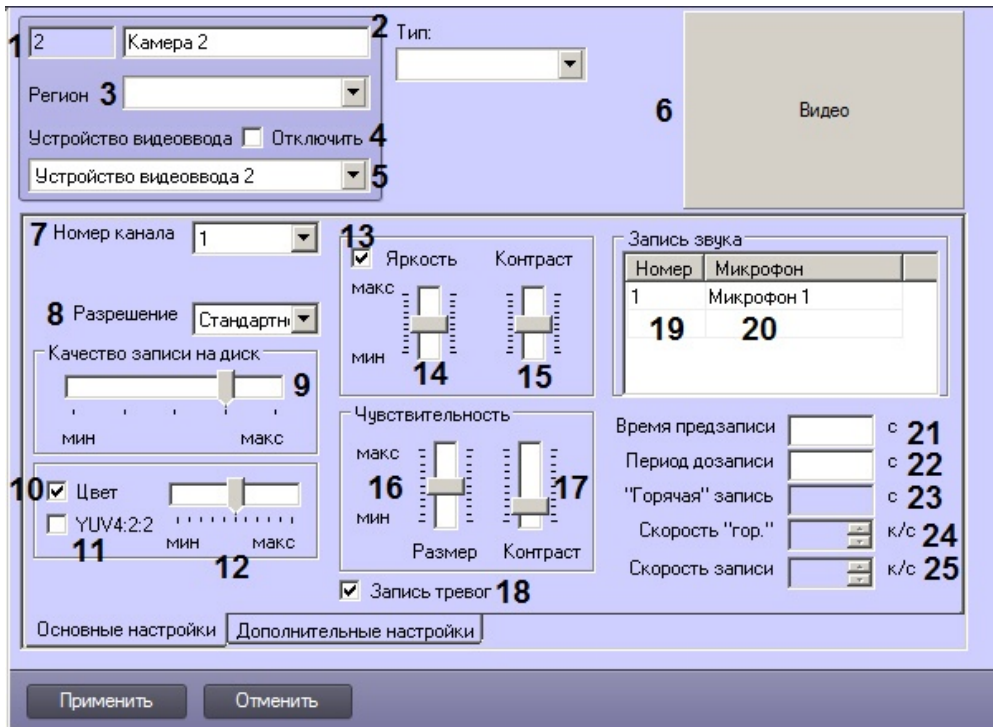 1 2 Камера 2 2 Тип:
Регион 3
Устройство видеоввода Отключить 4
Устройство видеоввода 2 5
6 Видео
7 Номер канала 1
8 Разрешение Стандартн
Качество записи на диск
9
мин макс
10 Цвет
YUV4:2:2
11
мин макс
12
13
Яркость Контраст
макс
мин
14 15
Чувствительность
макс
16 17
мин
Размер Контраст
Запись тревог 18
Запись звука
Номер Микрофон
1 Микрофон 1
19 20
Время предзаписи с 21
Период дозаписи с 22
"Горячая" запись с 23
Скорость "гор." к/с 24
Скорость записи к/с 25
Основные настройки Дополнительные настройки
Применить Отменить